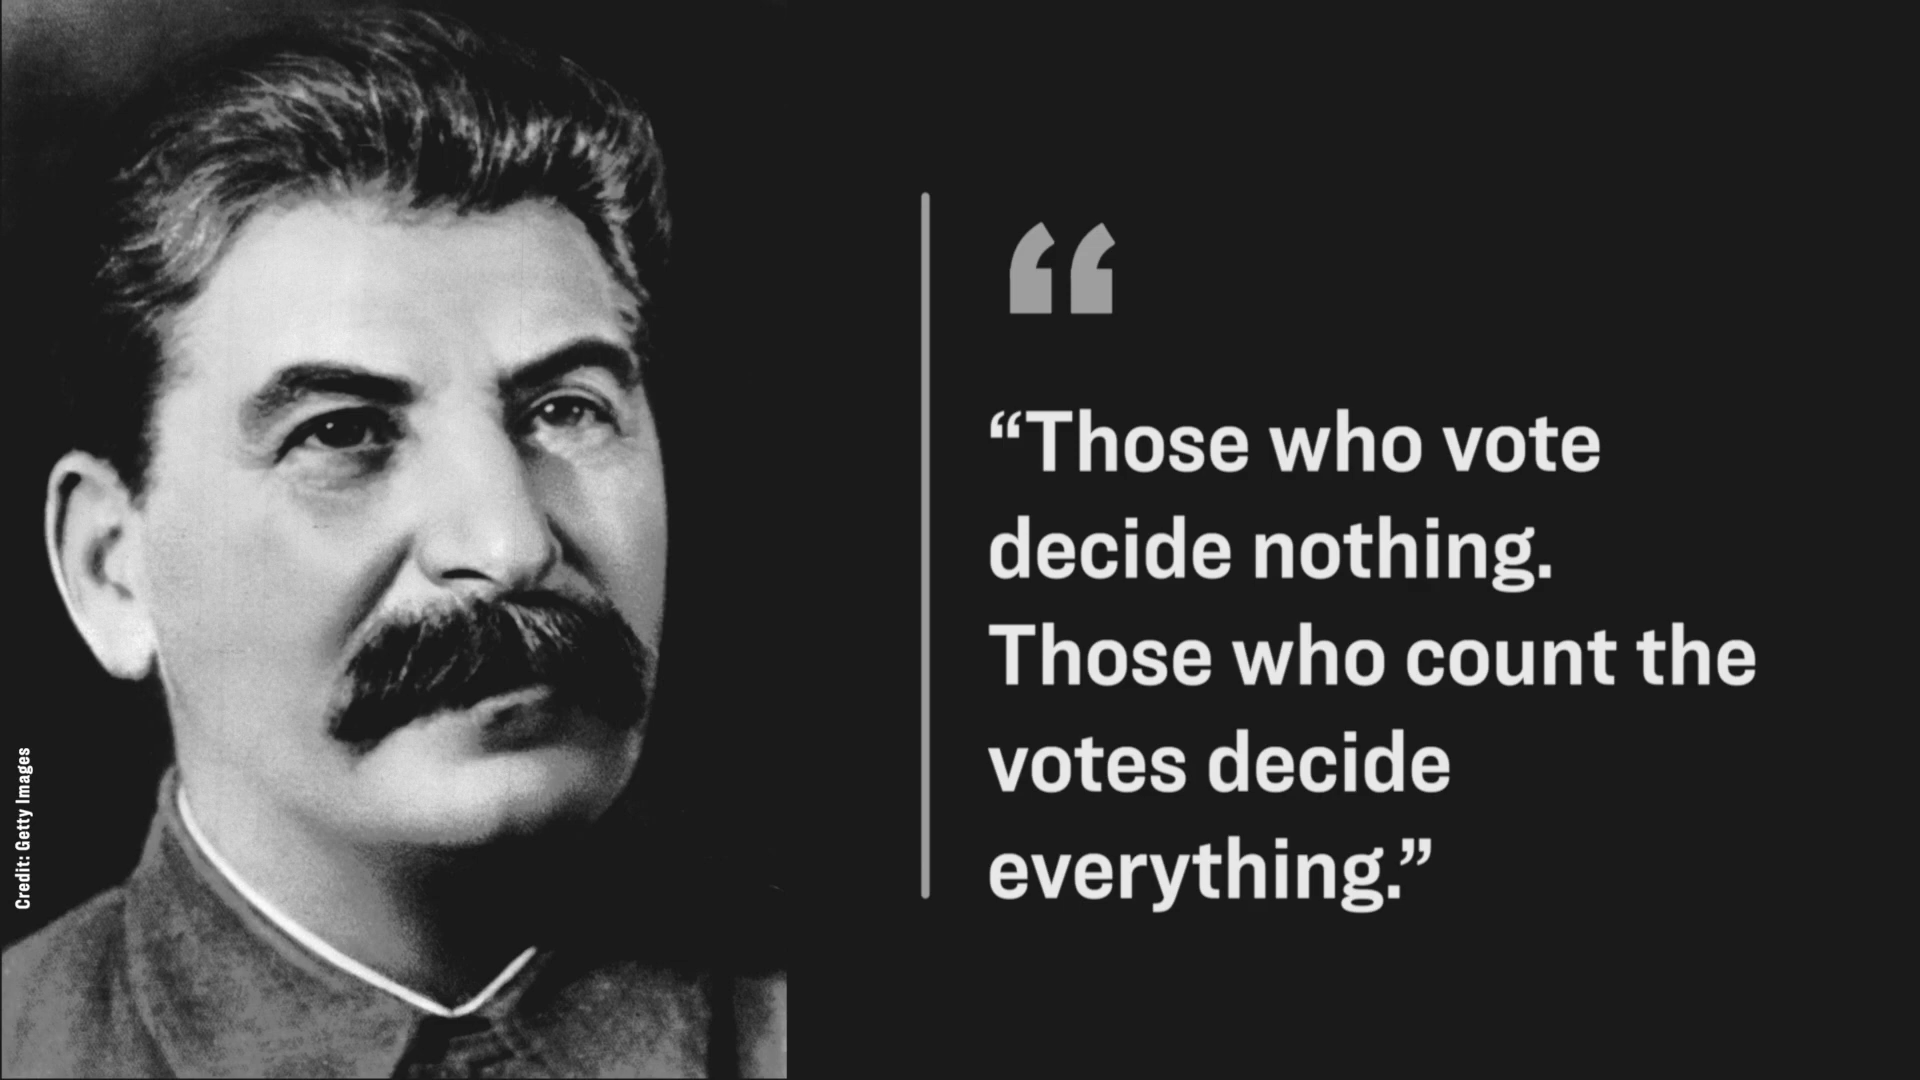 Credit: Getty Images
“Those who vote
decide nothing.
Those who count the
votes decide
everything.”